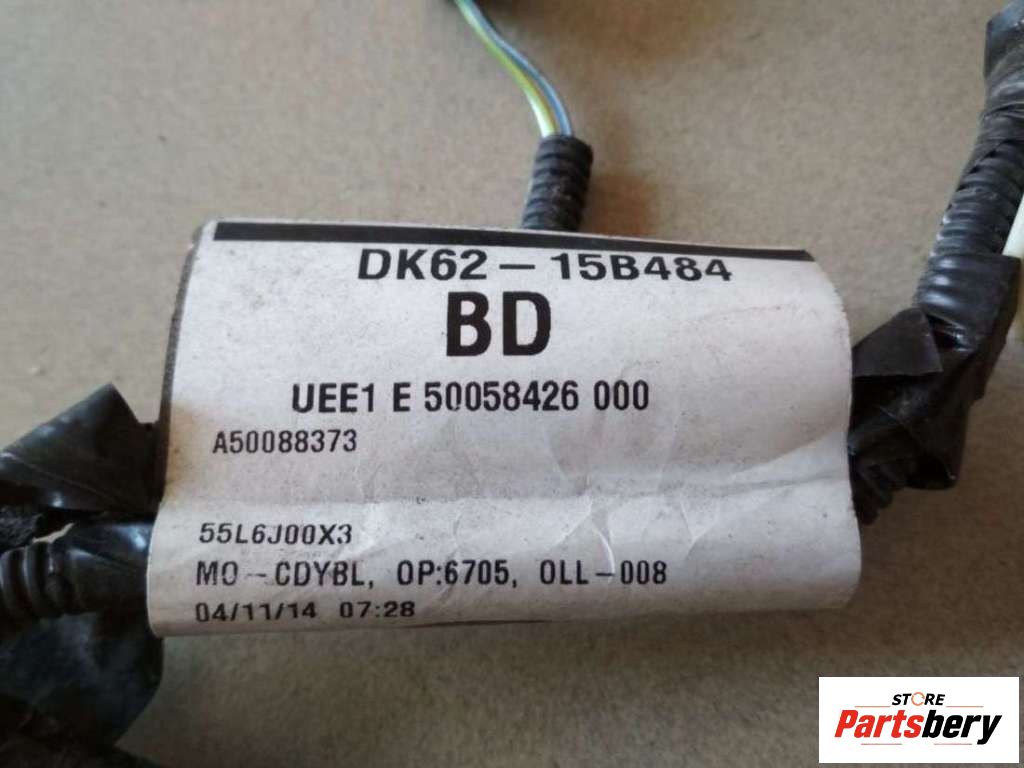 DK62-15B484
BD
UEE1 E 50058426 000
A50088373
55L6J00X3
MO-CDYBL, OP:6705, OLL-008
04/11/14 07:28
STORE
Partsbery